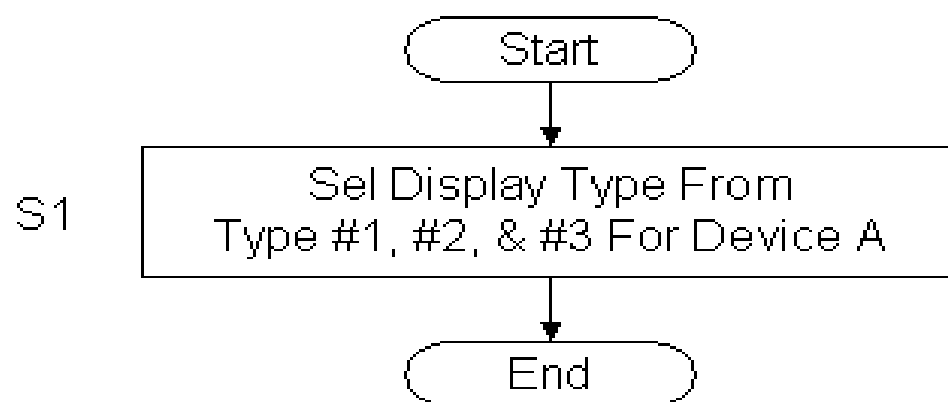 Start
S1
Sel Display Type From
Type #1, #2, & #3 For Device A
End